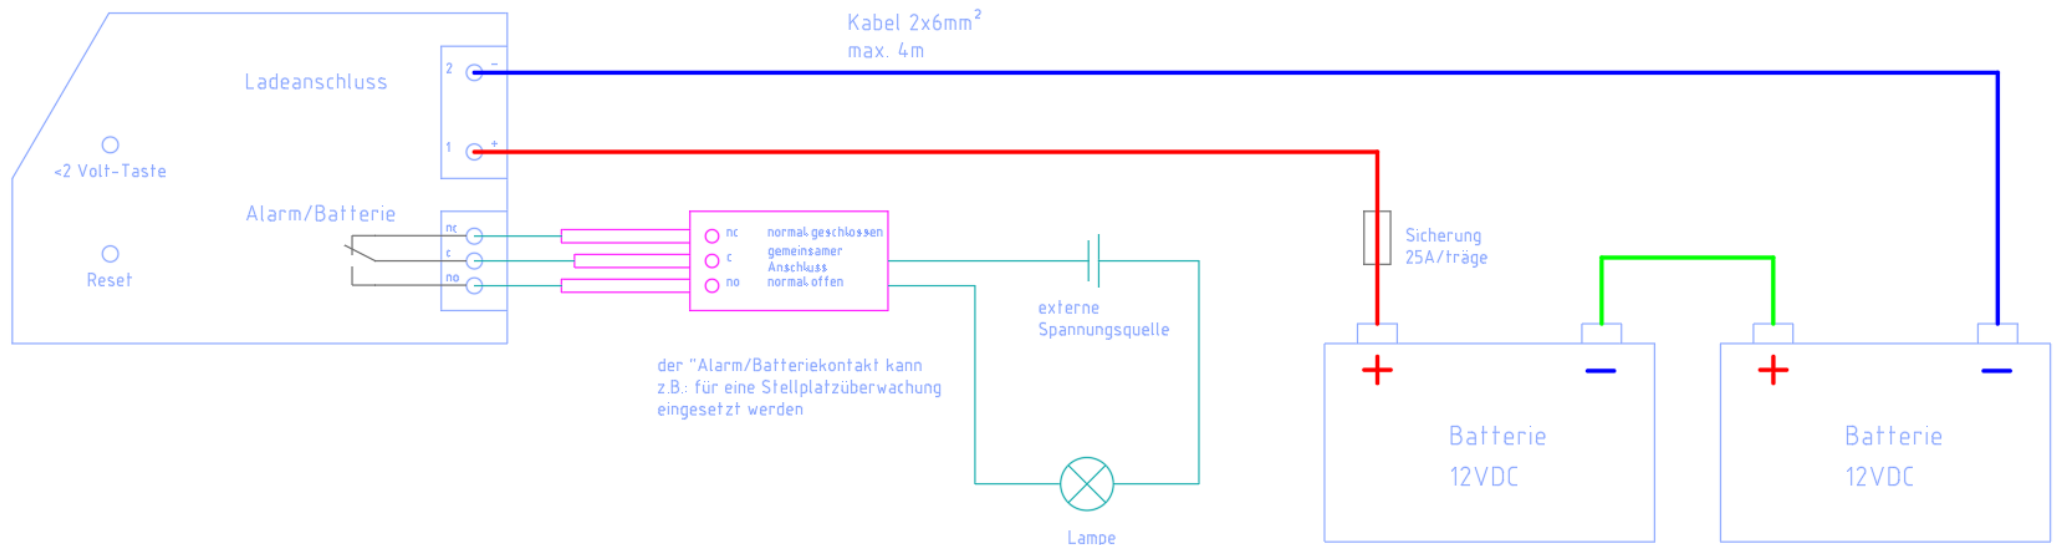 Kabel 2x6mm²
max. 4m
Ladeanschluss
2 -
1 +
<2 Volt-Taste
Alarm/Batterie
nc
c
no
Reset
nc normal geschlossen
c gemeinsamer
Anschluss
no normal offen
externe
Spannungsquelle
der "Alarm/Batteriekontakt kann
z.B.: für eine Stellplatzüberwachung
eingesetzt werden
Lampe
Sicherung
25A/träge
+ -
Batterie
12VDC
+ -
Batterie
12VDC